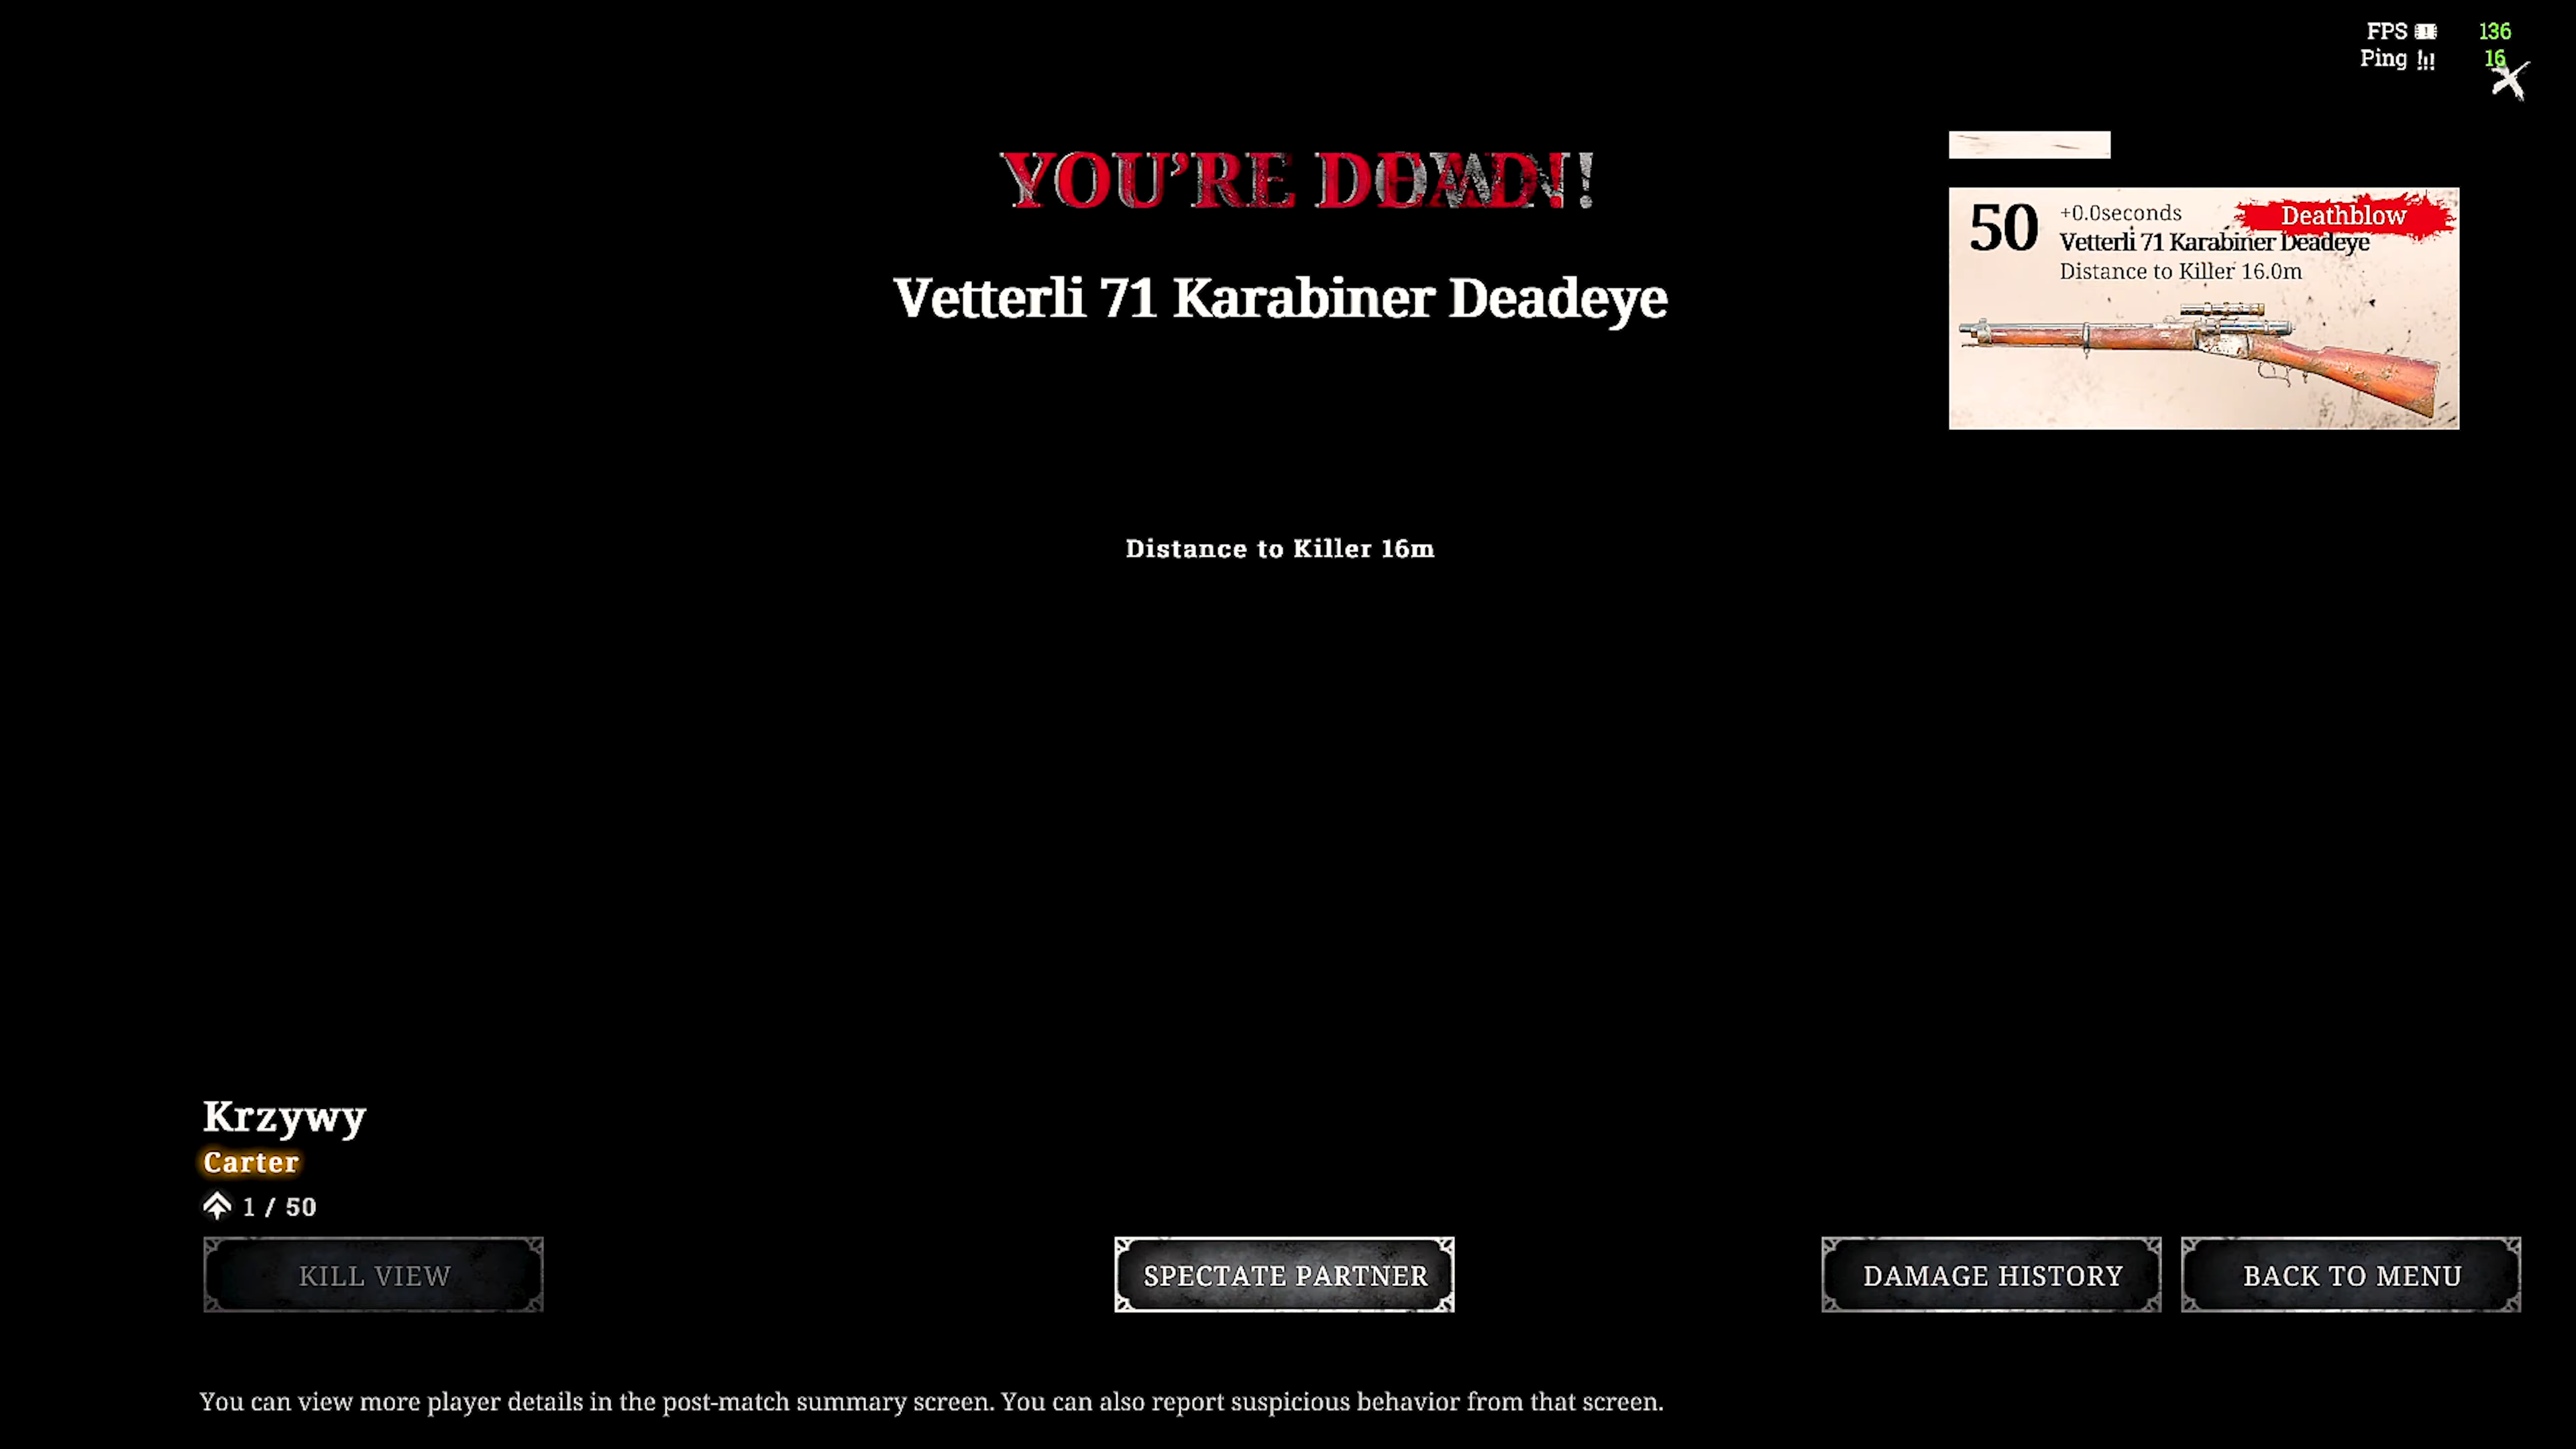 FPS 136
Ping 16
YOU'RE DEAD!
Vetterli 71 Karabiner Deadeye
50
+0.0seconds
Deathblow
Vetterli 71 Karabiner Deadeye
Distance to Killer 16.0m
Distance to Killer 16m
Krzywy
Carter
1 / 50
KILL VIEW
SPECTATE PARTNER
DAMAGE HISTORY
BACK TO MENU
You can view more player details in the post-match summary screen. You can also report suspicious behavior from that screen.